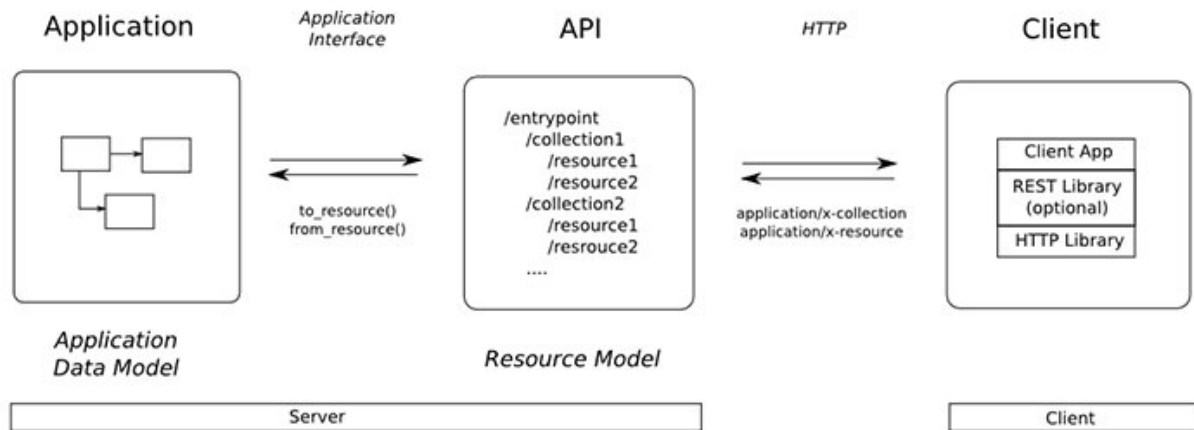 Application
Application
Interface
API
HTTP
Client
/entrypoint
/collection1
/resource1
/resource2
/collection2
/resource1
/resrouce2
....
to_resource()
from_resource()
application/x-collection
application/x-resource
Client App
REST Library
(optional)
HTTP Library
Application
Data Model
Resource Model
Server
Client